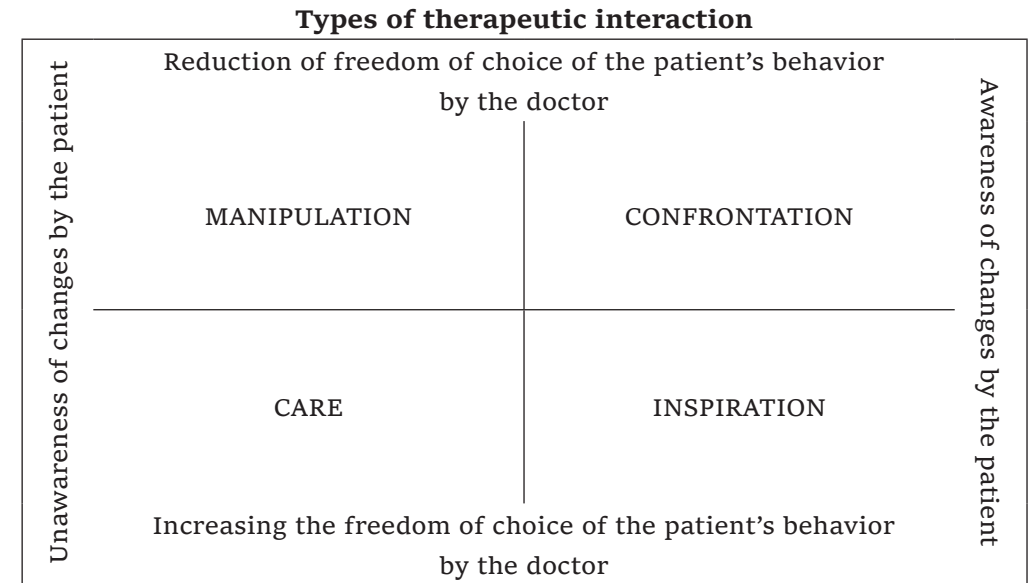 Types of therapeutic interaction
Reduction of freedom of choice of the patient's behavior
by the doctor
Unawareness of changes by the patient
MANIPULATION
CONFRONTATION
Awareness of changes by the patient
CARE
INSPIRATION
Increasing the freedom of choice of the patient's behavior
by the doctor